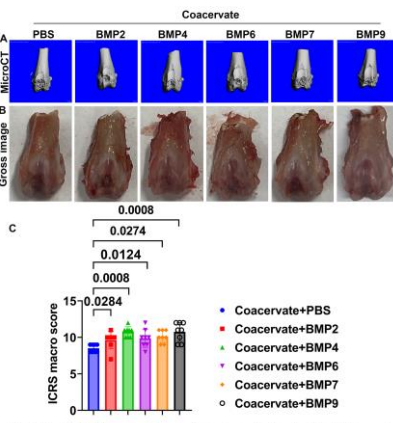 Coacervate
PBS BMP2 BMP4 BMP6 BMP7 BMP9
A
MicroCT
B
Gross image
C
0.0008
0.0274
0.0124
0.0008
0.0284
15
10
5
0
ICRS macro score
Coacervate+PBS
Coacervate+BMP2
Coacervate+BMP4
Coacervate+BMP6
Coacervate+BMP7
Coacervate+BMP9